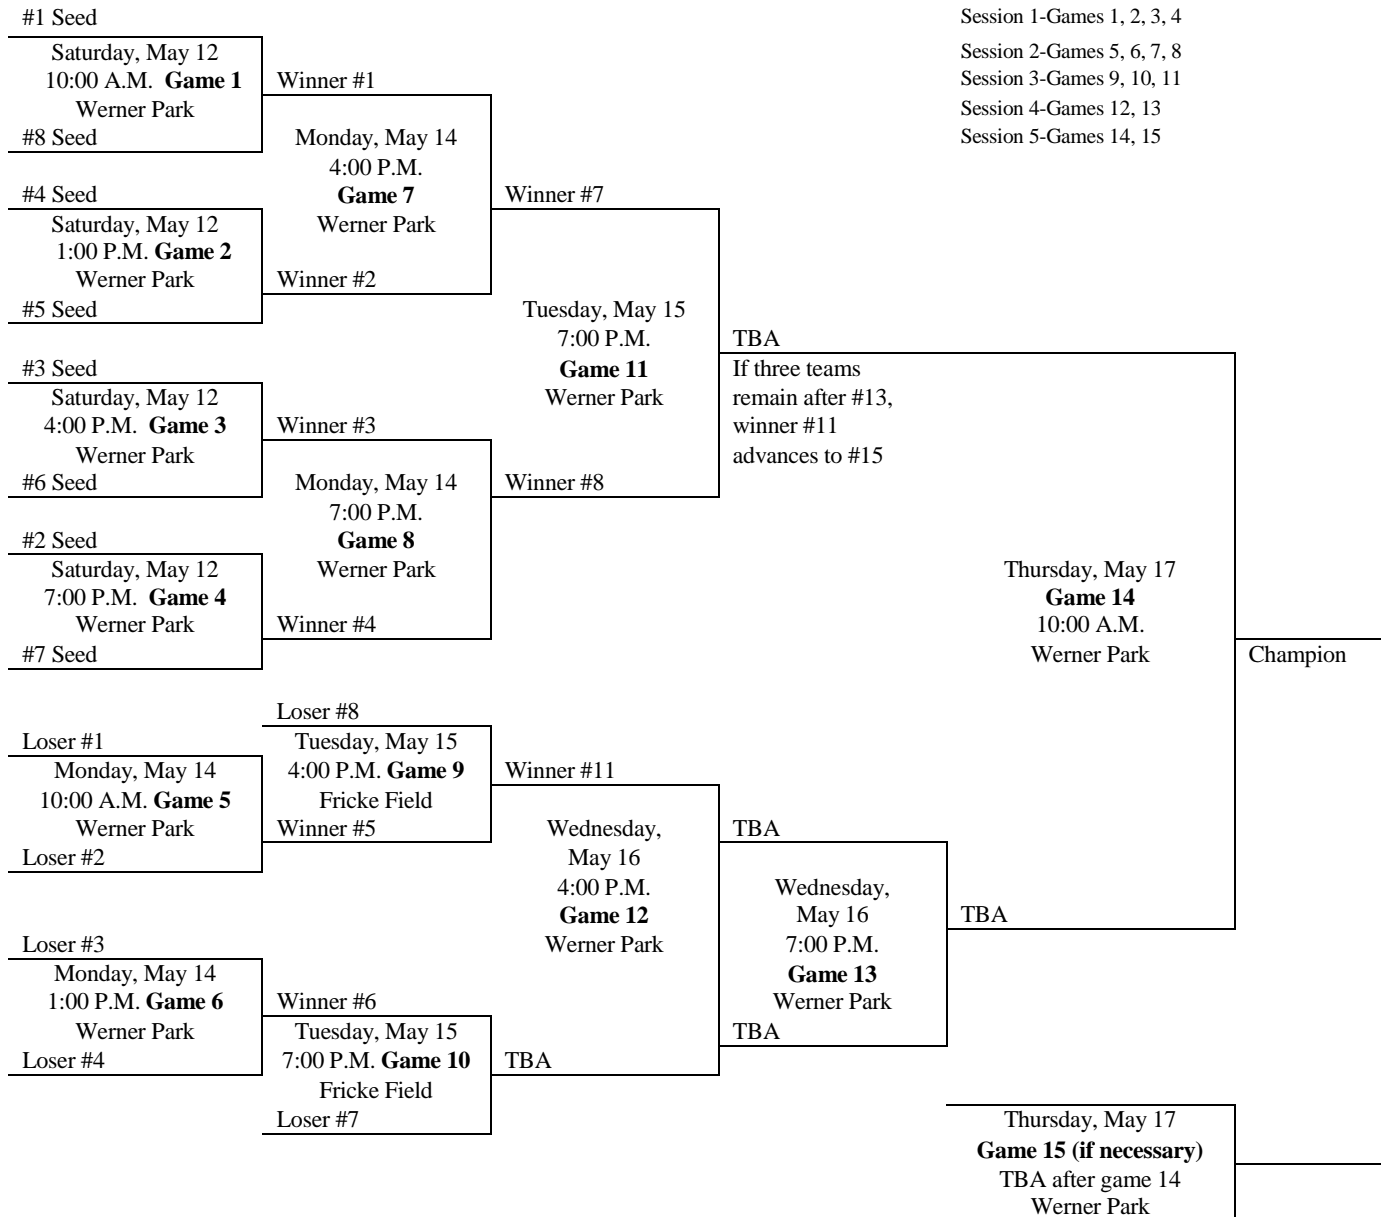 #1 Seed
Saturday, May 12
10:00 A.M. Game 1
Werner Park
#8 Seed
#4 Seed
Saturday, May 12
1:00 P.M. Game 2
Werner Park
#5 Seed
#3 Seed
Saturday, May 12
4:00 P.M. Game 3
Werner Park
#6 Seed
#2 Seed
Saturday, May 12
7:00 P.M. Game 4
Werner Park
#7 Seed
Loser #1
Monday, May 14
10:00 A.M. Game 5
Werner Park
Loser #2
Loser #3
Monday, May 14
1:00 P.M. Game 6
Werner Park
Loser #4
Winner #1
Monday, May 14
4:00 P.M.
Game 7
Werner Park
Winner #2
Winner #3
Monday, May 14
7:00 P.M.
Game 8
Werner Park
Winner #4
Loser #8
Tuesday, May 15
4:00 P.M. Game 9
Fricke Field
Winner #5
Winner #6
Tuesday, May 15
7:00 P.M. Game 10
Fricke Field
Loser #7
Winner #7
Tuesday, May 15
7:00 P.M.
Game 11
Werner Park
Winner #8
Winner #11
Wednesday,
May 16
4:00 P.M.
Game 12
Werner Park
TBA
TBA
If three teams
remain after #13,
winner #11
advances to #15
TBA
Wednesday,
May 16
7:00 P.M.
Game 13
Werner Park
TBA
Session 1-Games 1, 2, 3, 4
Session 2-Games 5, 6, 7, 8
Session 3-Games 9, 10, 11
Session 4-Games 12, 13
Session 5-Games 14, 15
Thursday, May 17
Game 14
10:00 A.M.
Werner Park
TBA
Champion
Thursday, May 17
Game 15 (if necessary)
TBA after game 14
Werner Park